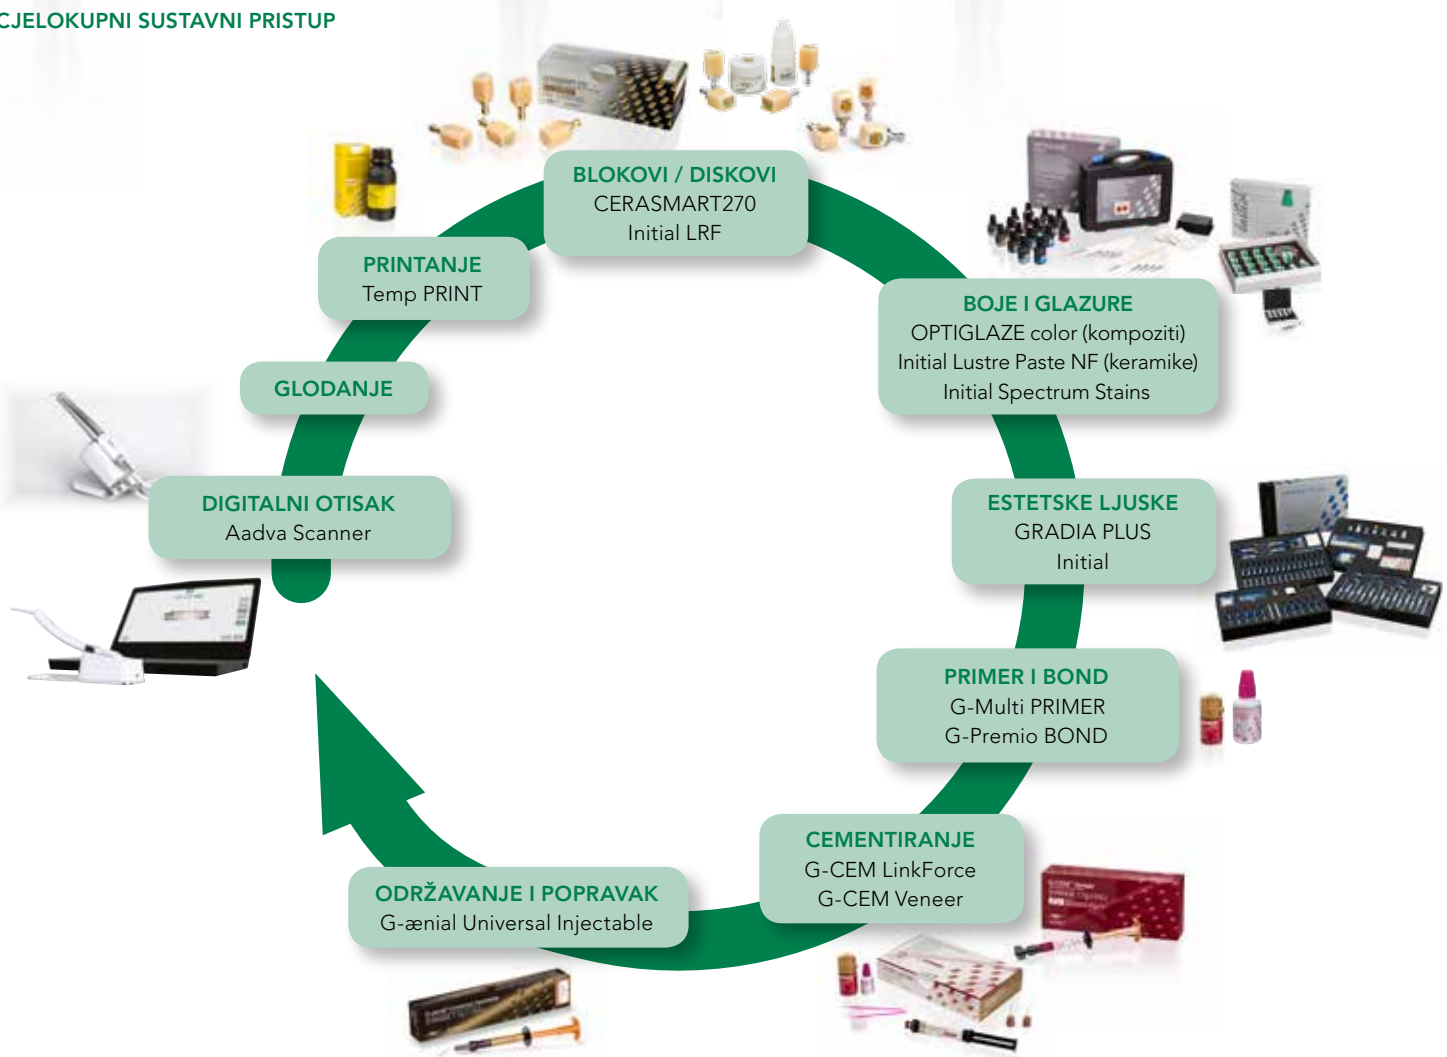 CJELOKUPNI SUSTAVNI PRISTUP
BLOKOVI / DISKOVI
CERASMART270
Initial LRF
PRINTANJE
Temp PRINT
BOJE I GLAZURE
OPTIGLAZE color (kompoziti)
Initial Lustre Paste NF (keramike)
Initial Spectrum Stains
GLODANJE
DIGITALNI OTISAK
Aadva Scanner
ESTETSKE LJUSKE
GRADIA PLUS
Initial
PRIMER I BOND
G-Multi PRIMER
G-Premio BOND
CEMENTIRANJE
G-CEM LinkForce
G-CEM Veneer
ODRŽAVANJE I POPRAVAK
G-ænial Universal Injectable